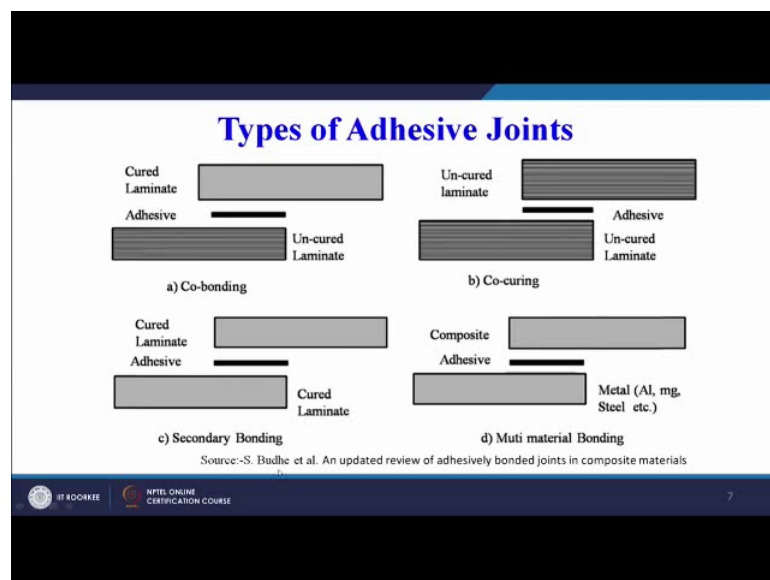 Types of Adhesive Joints
Cured
Laminate
Adhesive
Un-cured
Laminate
a) Co-bonding
Un-cured
laminate
Adhesive
Un-cured
Laminate
b) Co-curing
Cured
Laminate
Adhesive
Cured
Laminate
c) Secondary Bonding
Composite
Adhesive
Metal (Al, mg,
Steel etc.)
d) Muti material Bonding
Source:-S. Budhe et al. An updated review of adhesively bonded joints in composite materials
IIT ROORKEE
NPTEL ONLINE
CERTIFICATION COURSE
7